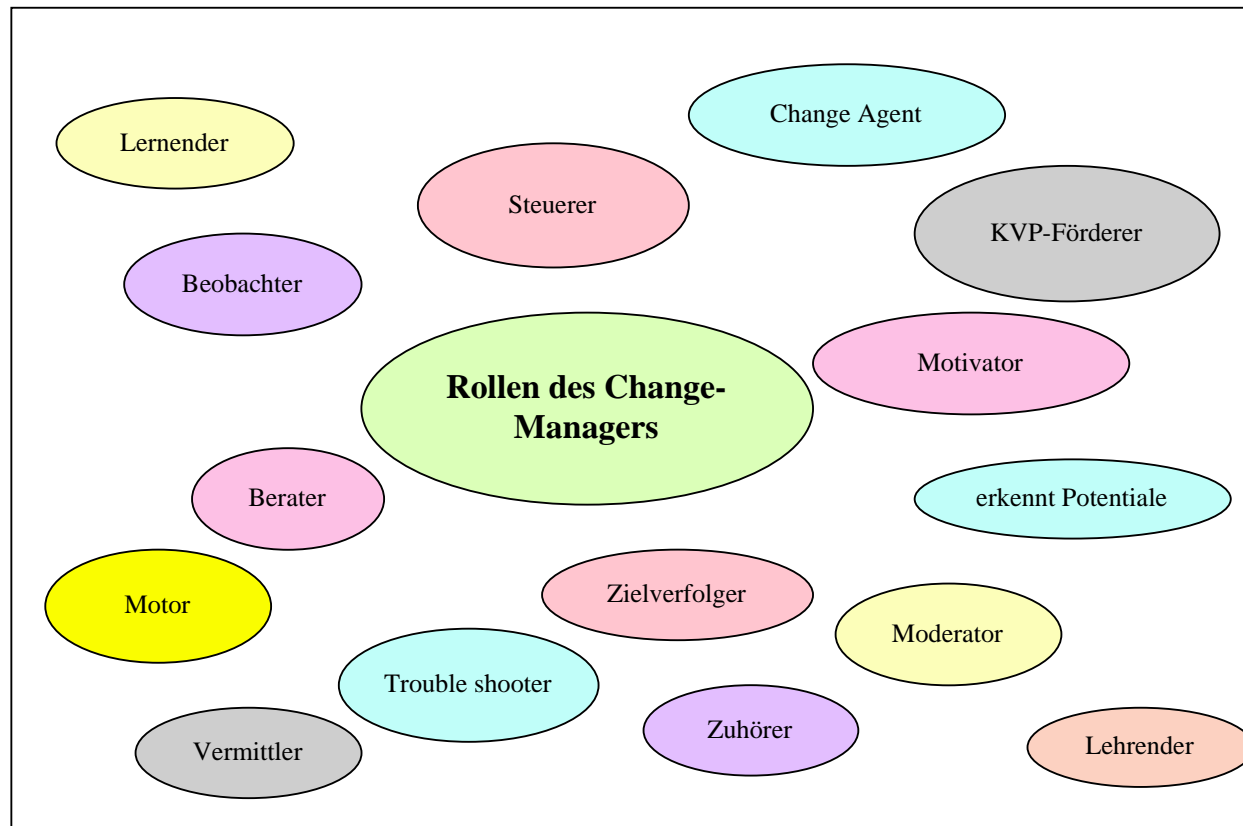 Change Agent
Lernender
Steuerer
KVP-Förderer
Beobachter
Motivator
Rollen des Change-
Managers
Berater
erkennt Potentiale
Zielverfolger
Motor
Moderator
Trouble shooter
Zuhörer
Lehrender
Vermittler